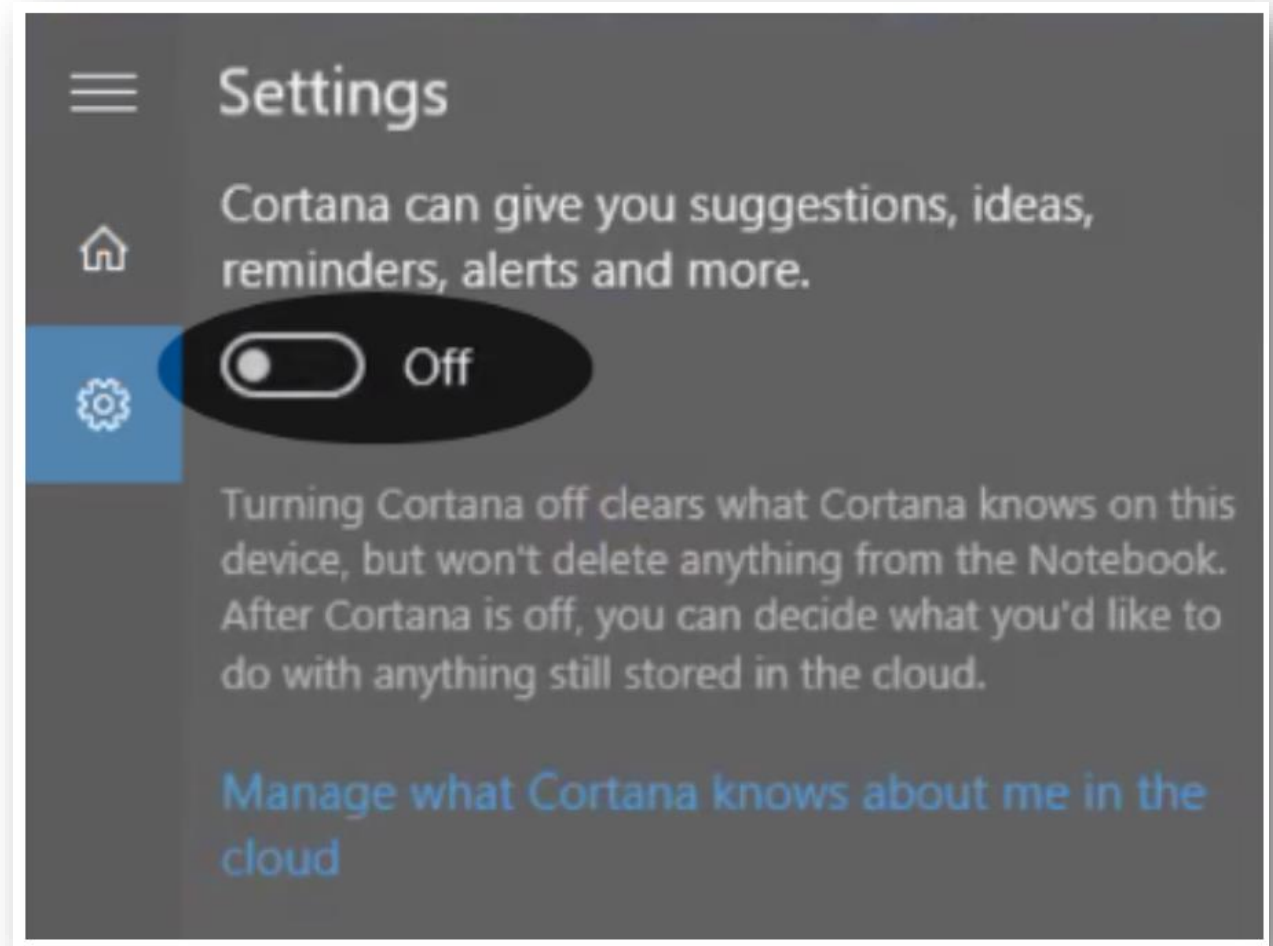 Settings
Cortana can give you suggestions, ideas,
reminders, alerts and more.
Off
Turning Cortana off clears what Cortana knows on this
device, but won't delete anything from the Notebook.
After Cortana is off, you can decide what you'd like to
do with anything still stored in the cloud.
Manage what Cortana knows about me in the
cloud